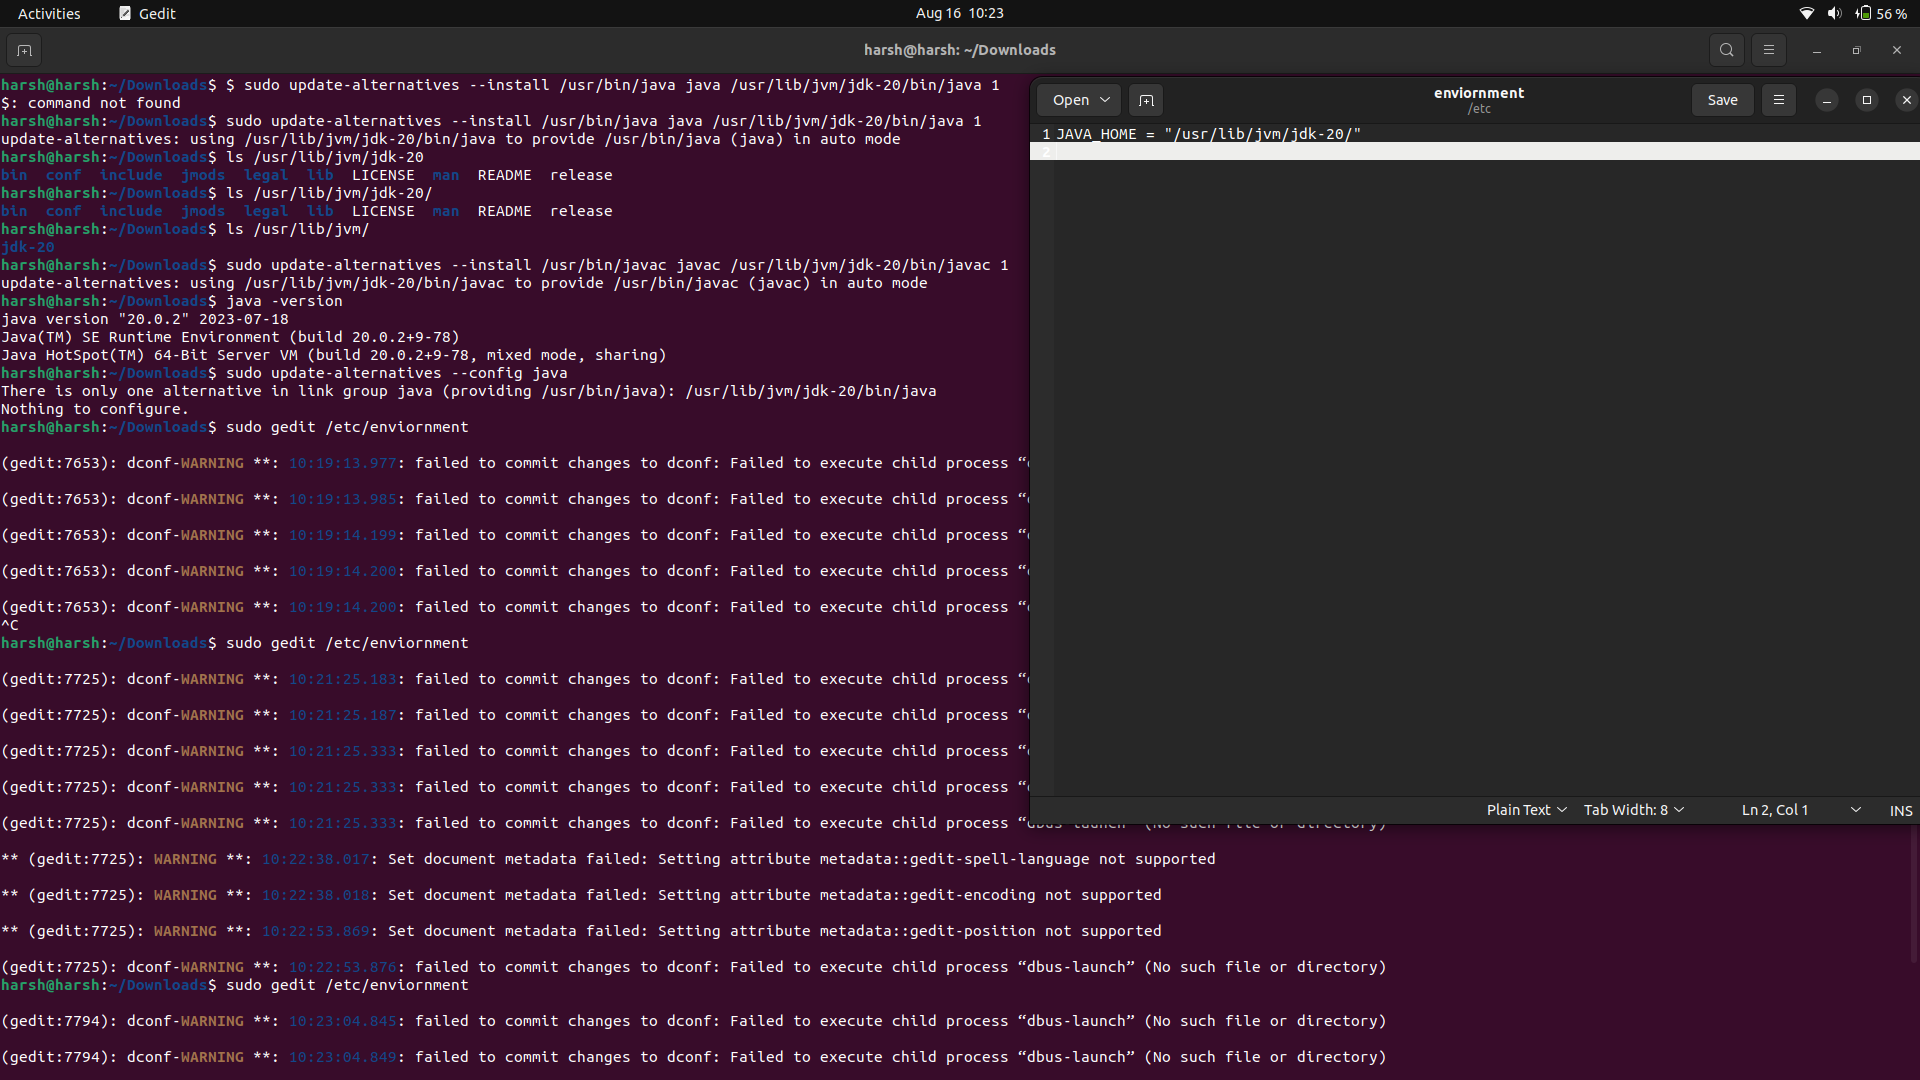 Activities Gedit Aug 16 10:23 56 %
harsh@harsh: ~/Downloads
harsh@harsh:~/Downloads$ $ sudo update-alternatives --install /usr/bin/java java /usr/lib/jvm/jdk-20/bin/java 1
$: command not found
harsh@harsh:~/Downloads$ sudo update-alternatives --install /usr/bin/java java /usr/lib/jvm/jdk-20/bin/java 1
update-alternatives: using /usr/lib/jvm/jdk-20/bin/java to provide /usr/bin/java (java) in auto mode
harsh@harsh:~/Downloads$ ls /usr/lib/jvm/jdk-20
bin conf include jmods legal lib LICENSE man README release
harsh@harsh:~/Downloads$ ls /usr/lib/jvm/jdk-20/
bin conf include jmods legal lib LICENSE man README release
harsh@harsh:~/Downloads$ ls /usr/lib/jvm/
jdk-20
harsh@harsh:~/Downloads$ sudo update-alternatives --install /usr/bin/javac javac /usr/lib/jvm/jdk-20/bin/javac 1
update-alternatives: using /usr/lib/jvm/jdk-20/bin/javac to provide /usr/bin/javac (javac) in auto mode
harsh@harsh:~/Downloads$ java -version
java version "20.0.2" 2023-07-18
Java(TM) SE Runtime Environment (build 20.0.2+9-78)
Java HotSpot(TM) 64-Bit Server VM (build 20.0.2+9-78, mixed mode, sharing)
harsh@harsh:~/Downloads$ sudo update-alternatives --config java
There is only one alternative in link group java (providing /usr/bin/java): /usr/lib/jvm/jdk-20/bin/java
Nothing to configure.
harsh@harsh:~/Downloads$ sudo gedit /etc/enviornment
(gedit:7653): dconf-WARNING **: 10:19:13.977: failed to commit changes to dconf: Failed to execute child process “
(gedit:7653): dconf-WARNING **: 10:19:13.985: failed to commit changes to dconf: Failed to execute child process “
(gedit:7653): dconf-WARNING **: 10:19:14.199: failed to commit changes to dconf: Failed to execute child process “
(gedit:7653): dconf-WARNING **: 10:19:14.200: failed to commit changes to dconf: Failed to execute child process “
(gedit:7653): dconf-WARNING **: 10:19:14.200: failed to commit changes to dconf: Failed to execute child process “
^C
harsh@harsh:~/Downloads$ sudo gedit /etc/enviornment
(gedit:7725): dconf-WARNING **: 10:21:25.183: failed to commit changes to dconf: Failed to execute child process “
(gedit:7725): dconf-WARNING **: 10:21:25.187: failed to commit changes to dconf: Failed to execute child process “
(gedit:7725): dconf-WARNING **: 10:21:25.333: failed to commit changes to dconf: Failed to execute child process “
(gedit:7725): dconf-WARNING **: 10:21:25.333: failed to commit changes to dconf: Failed to execute child process “
(gedit:7725): dconf-WARNING **: 10:21:25.333: failed to commit changes to dconf: Failed to execute child process “dbus-launch” (No such file or directory)
** (gedit:7725): WARNING **: 10:22:38.017: Set document metadata failed: Setting attribute metadata::gedit-spell-language not supported
** (gedit:7725): WARNING **: 10:22:38.018: Set document metadata failed: Setting attribute metadata::gedit-encoding not supported
** (gedit:7725): WARNING **: 10:22:53.869: Set document metadata failed: Setting attribute metadata::gedit-position not supported
(gedit:7725): dconf-WARNING **: 10:22:53.876: failed to commit changes to dconf: Failed to execute child process “dbus-launch” (No such file or directory)
harsh@harsh:~/Downloads$ sudo gedit /etc/enviornment
(gedit:7794): dconf-WARNING **: 10:23:04.845: failed to commit changes to dconf: Failed to execute child process “dbus-launch” (No such file or directory)
(gedit:7794): dconf-WARNING **: 10:23:04.849: failed to commit changes to dconf: Failed to execute child process “dbus-launch” (No such file or directory)
Open enviornment Save
/etc
1 JAVA_HOME = "/usr/lib/jvm/jdk-20/"
2
Plain Text Tab Width: 8 Ln 2, Col 1 INS